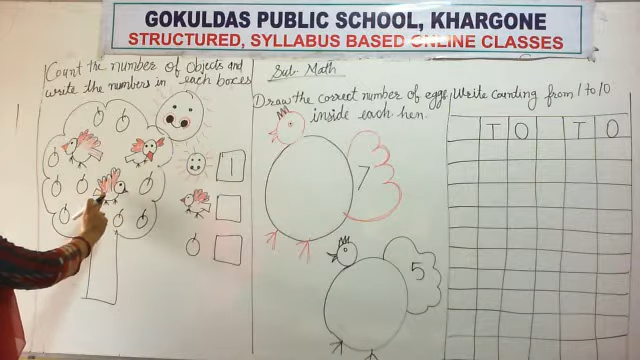 GOKULDAS PUBLIC SCHOOL, KHARGONE
STRUCTURED, SYLLABUS BASED ONLINE CLASSES
Count the number of objects and
write the numbers in each boxes
1
Sub- Math
Draw the correct number of eggs
inside each hen.
7
5
Write counting from 1 to 10
T O T O